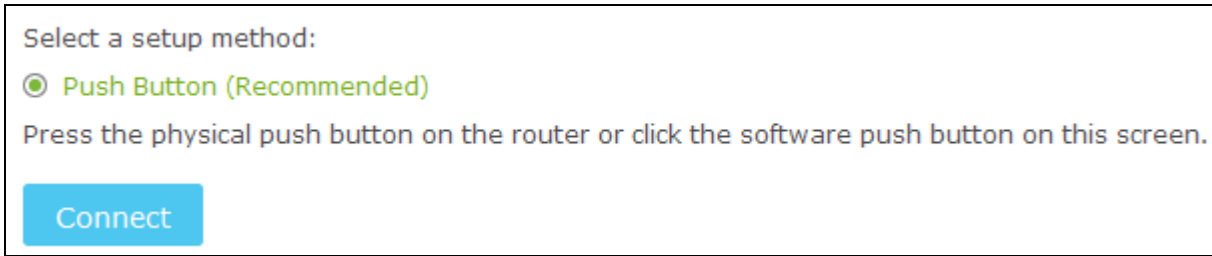 Select a setup method:
Push Button (Recommended)
Press the physical push button on the router or click the software push button on this screen.
Connect